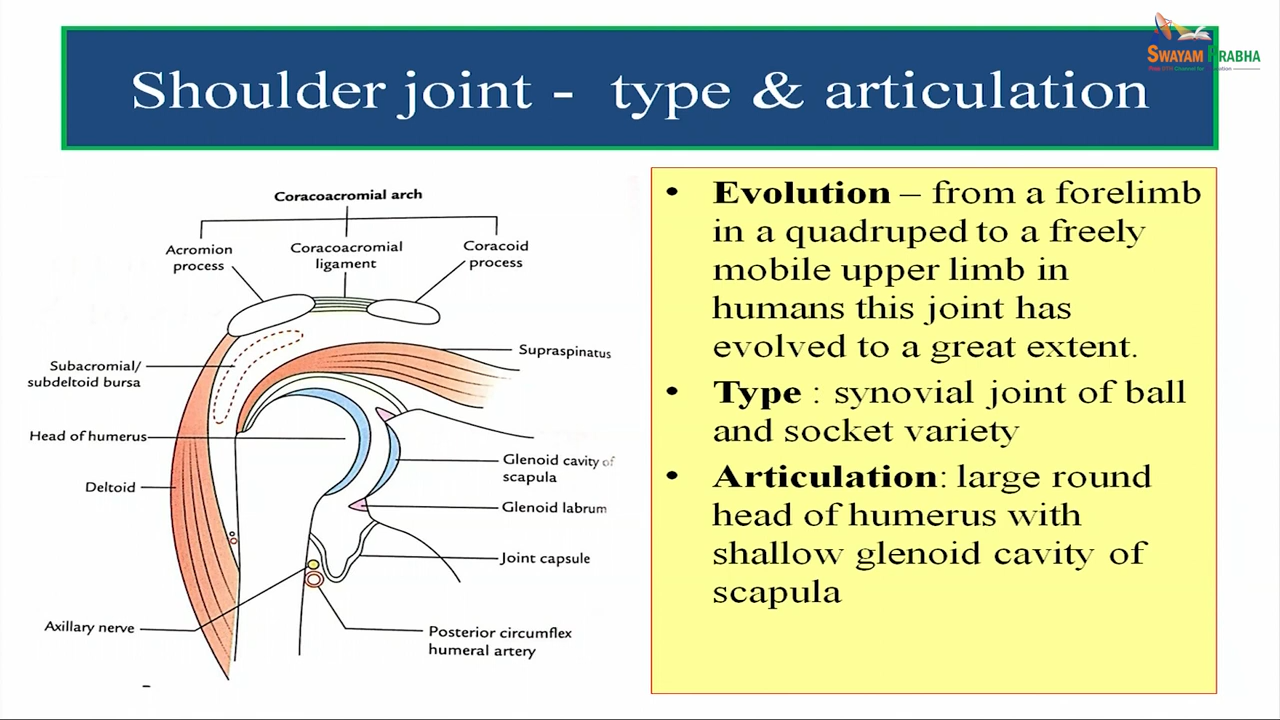 SWAYAM PRABHA
Shoulder joint - type & articulation
Coracoacromial arch
Acromion
process
Coracoacromial
ligament
Coracoid
process
Supraspinatus
Subacromial/
subdeltoid bursa
Head of humerus
Glenoid cavity of
scapula
Deltoid
Glenoid labrum
Joint capsule
Axillary nerve
Posterior circumflex
humeral artery
• Evolution – from a forelimb
in a quadruped to a freely
mobile upper limb in
humans this joint has
evolved to a great extent.
• Type : synovial joint of ball
and socket variety
• Articulation: large round
head of humerus with
shallow glenoid cavity of
scapula